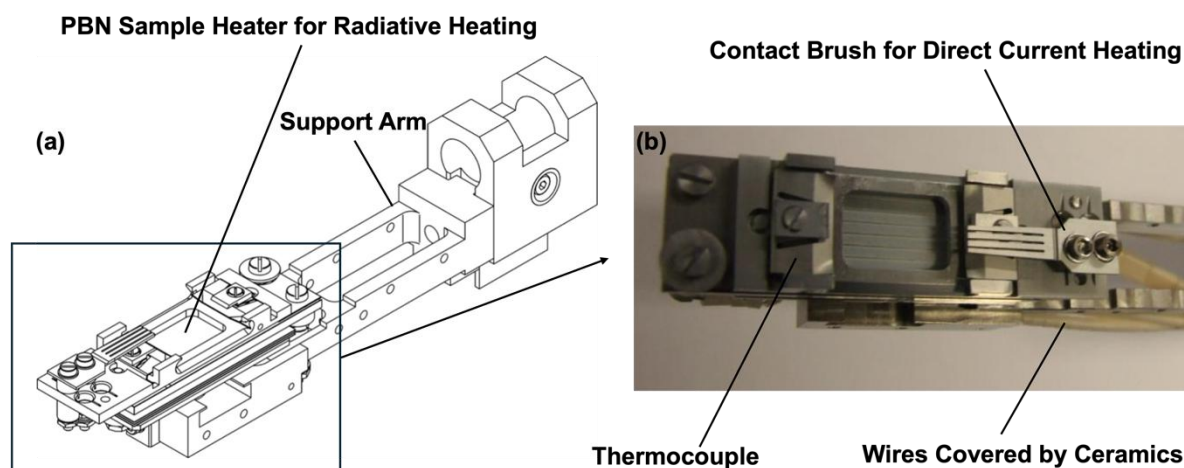 PBN Sample Heater for Radiative Heating
Contact Brush for Direct Current Heating
Support Arm
(a)
(b)
Thermocouple
Wires Covered by Ceramics